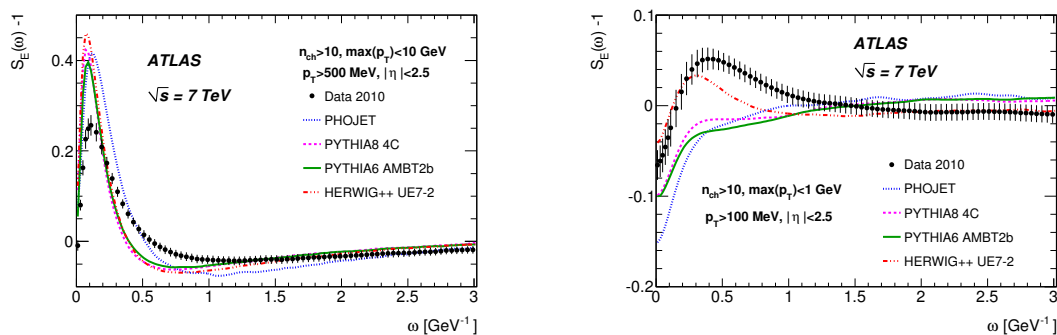 S_E(ω) -1
0.4
0.2
0
ATLAS
√s = 7 TeV
n_ch>10, max(p_T)<10 GeV
p_T>500 MeV, |η|<2.5
Data 2010
PHOJET
PYTHIA8 4C
PYTHIA6 AMBT2b
HERWIG++ UE7-2
0 0.5 1 1.5 2 2.5 3
ω [GeV⁻¹]
S_E(ω) -1
0.1
0
-0.1
-0.2
ATLAS
√s = 7 TeV
n_ch>10, max(p_T)<1 GeV
p_T>100 MeV, |η|<2.5
Data 2010
PHOJET
PYTHIA8 4C
PYTHIA6 AMBT2b
HERWIG++ UE7-2
0 0.5 1 1.5 2 2.5 3
ω [GeV⁻¹]